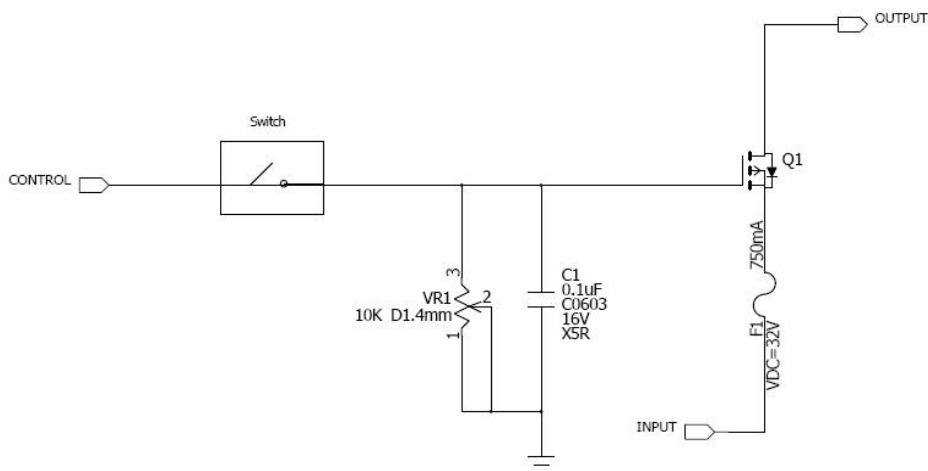 OUTPUT
Switch
Q1
CONTROL
750mA
3
VR1
2
10K D1.4mm
1
C1
0.1uF
C0603
16V
X5R
F1
VDC=32V
INPUT